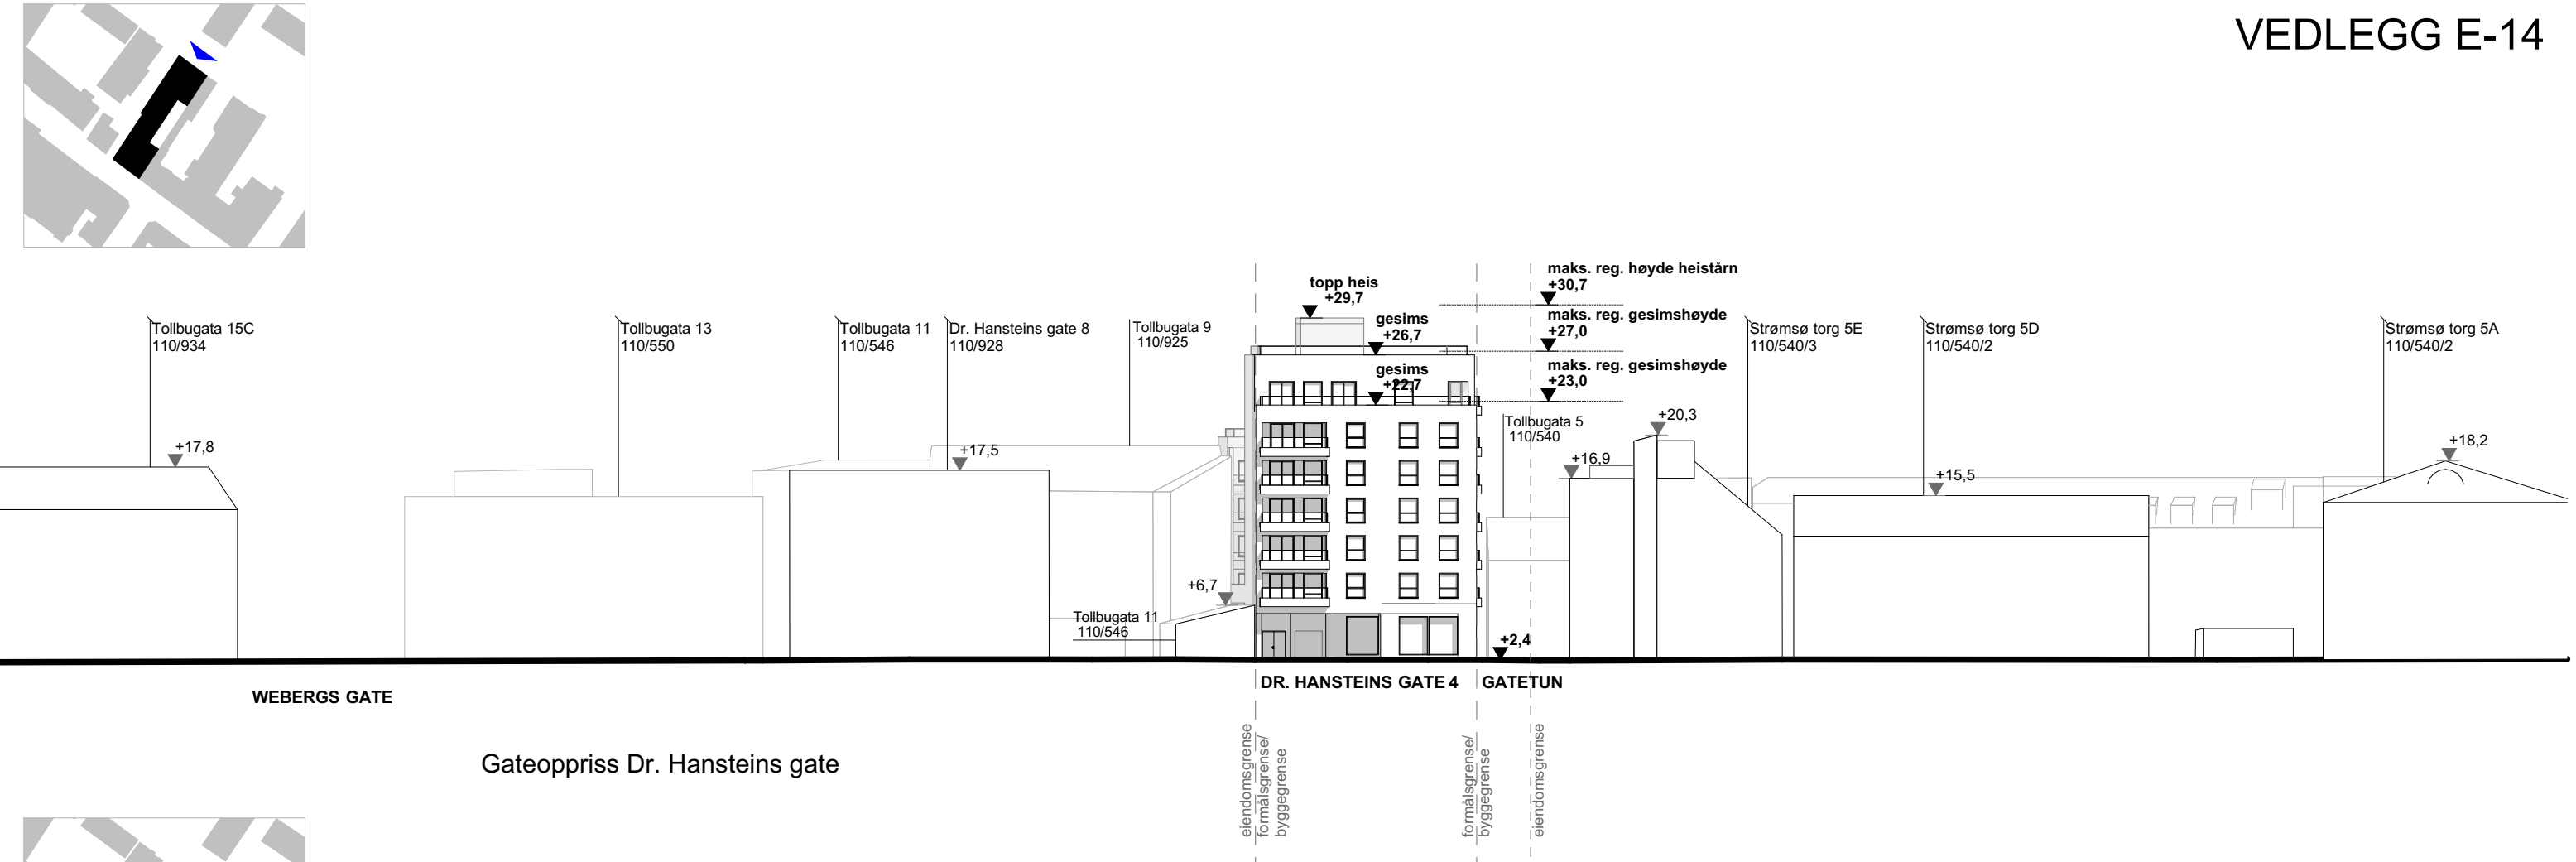 VEDLEGG E-14
maks. reg. høyde heistårn
+30,7
topp heis
+29,7
maks. reg. gesimshøyde
+27,0
gesims
+26,7
maks. reg. gesimshøyde
+23,0
gesims
+22,7
Tollbugata 15C
110/934
Tollbugata 13
110/550
Tollbugata 11
110/546
Dr. Hansteins gate 8
110/928
Tollbugata 9
110/925
Strømsø torg 5E
110/540/3
Strømsø torg 5D
110/540/2
Strømsø torg 5A
110/540/2
Tollbugata 5
110/540
+20,3
+17,8
+17,5
+16,9
+15,5
+18,2
+6,7
Tollbugata 11
110/546
+2,4
WEBERGS GATE
DR. HANSTEINS GATE 4
GATETUN
eiendomsgrense
formålsgrense/
byggegrense
formålsgrense/
byggegrense
eiendomsgrense
Gateoppriss Dr. Hansteins gate